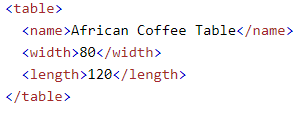 <table>
  <name>African Coffee Table</name>
  <width>80</width>
  <length>120</length>
</table>